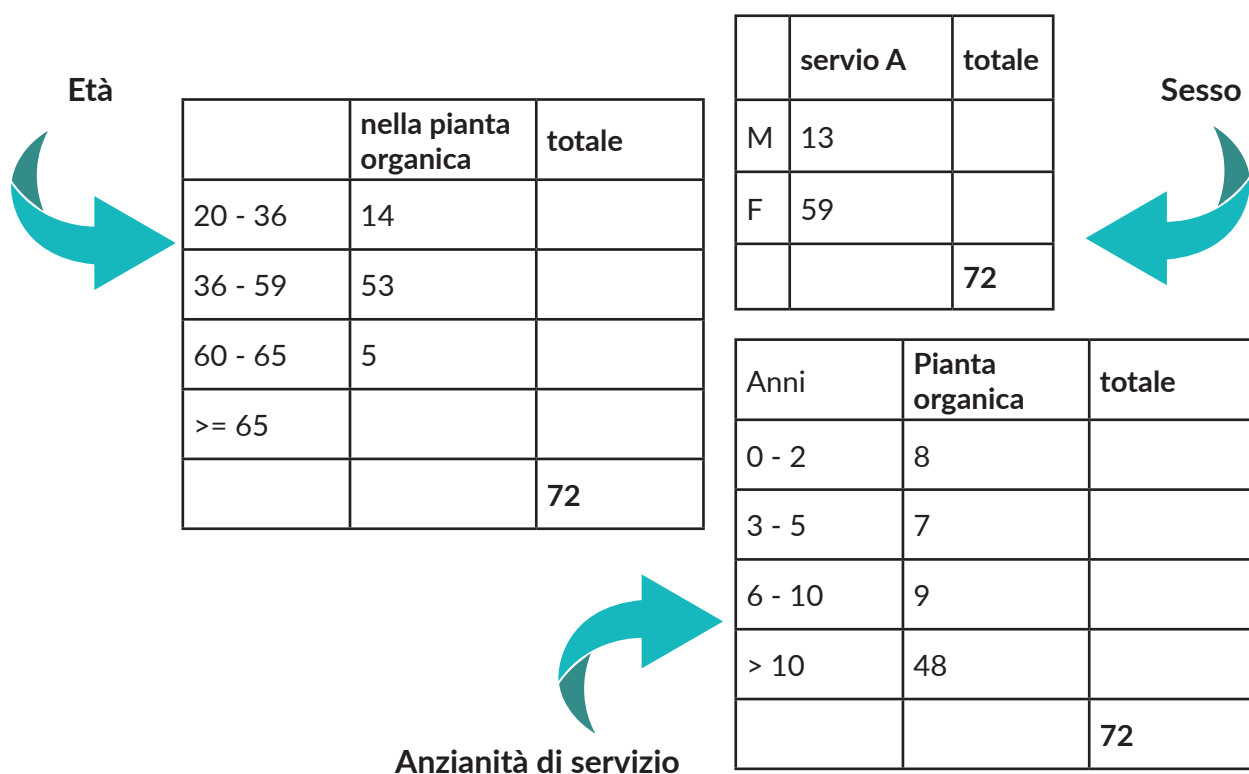 Età
nella pianta
organica
totale
20 - 36
14
36 - 59
53
60 - 65
5
>= 65
72
servio A
totale
M
13
F
59
72
Sesso
Anni
Pianta
organica
totale
0 - 2
8
3 - 5
7
6 - 10
9
> 10
48
72
Anzianità di servizio